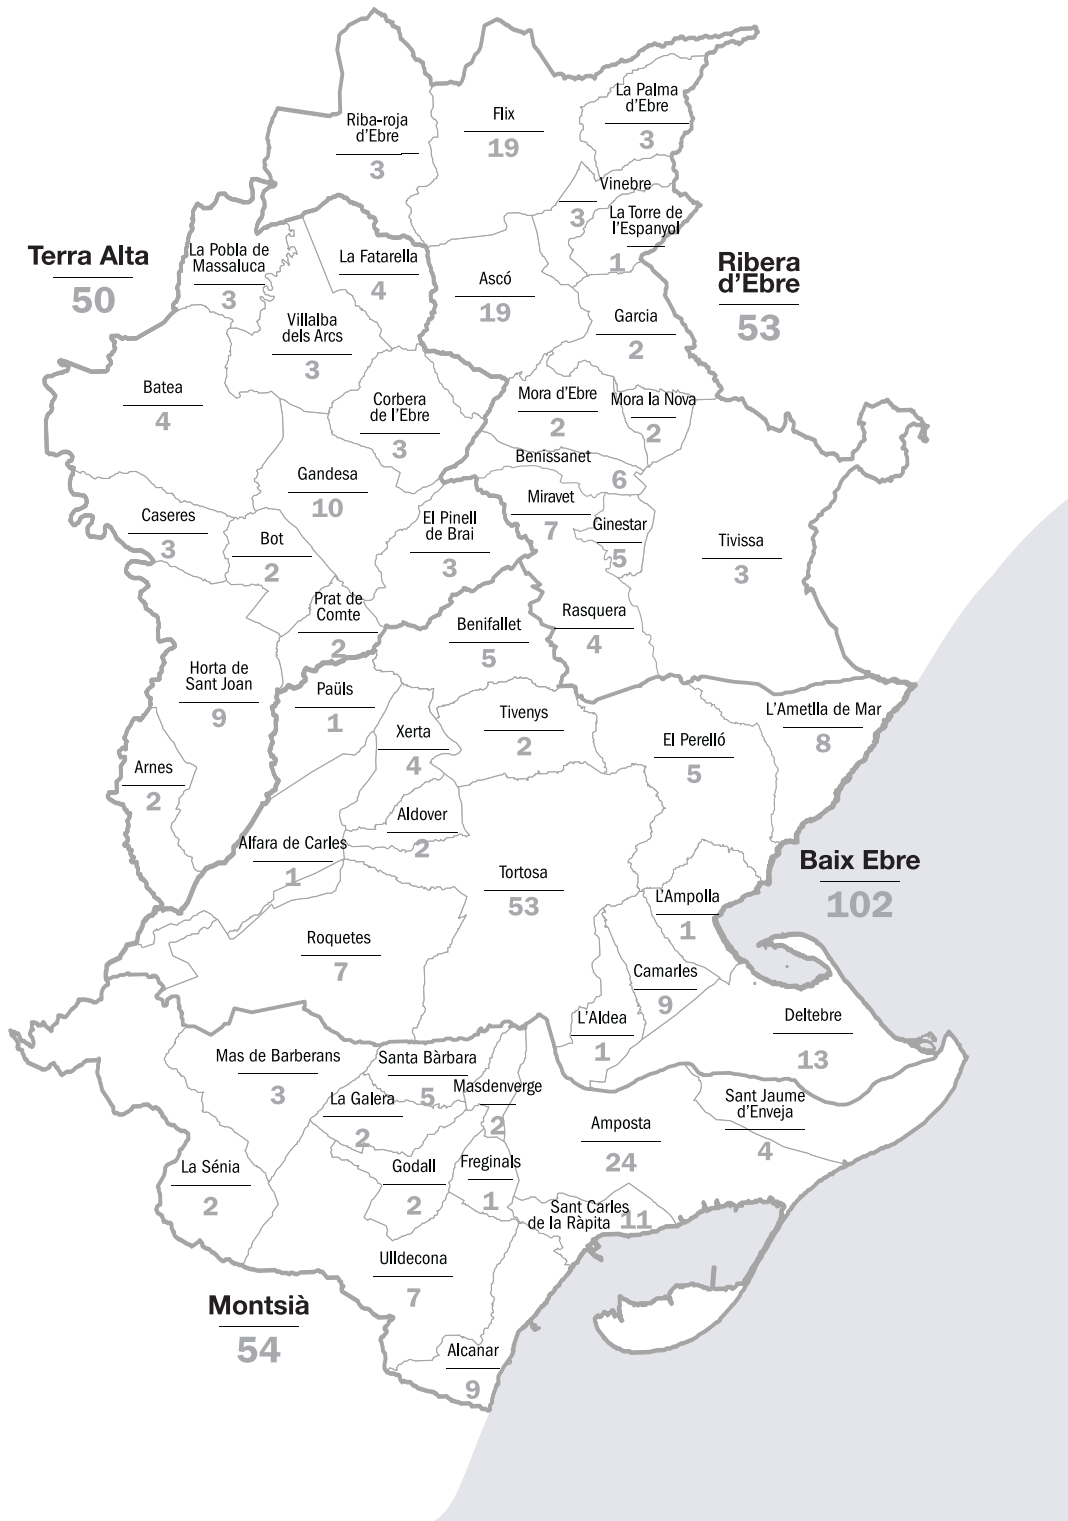 Riba-roja
d'Ebre
3
Flix
19
La Palma
d'Ebre
3
Vinebre
3
La Torre de
l'Espanyol
1
Terra Alta
50
La Pobla de
Massaluca
3
La Fatarella
4
Ascó
19
Ribera
d'Ebre
53
Villalba
dels Arcs
3
Garcia
2
Batea
4
Corbera
de l'Ebre
3
Mora d'Ebre
2
Mora la Nova
2
Benissanet
6
Gandesa
10
Miravet
7
Ginestar
5
Caseres
3
Bot
2
El Pinell
de Brai
3
Tivissa
3
Prat de
Comte
2
Benifallet
5
Rasquera
4
Horta de
Sant Joan
9
Paüls
1
Xerta
4
Tivenys
2
El Perelló
5
L'Ametlla de Mar
8
Arnes
2
Aldover
2
Alfara de Carles
1
Tortosa
53
Baix Ebre
102
L'Ampolla
1
Roquetes
7
Camarles
9
L'Aldea
1
Deltebre
13
Mas de Barberans
3
Santa Bàrbara
5
Masdenverge
2
La Galera
2
Amposta
24
Sant Jaume
d'Enveja
4
La Sénia
2
Godall
2
Freginals
1
Sant Carles
de la Ràpita
11
Ulldecona
7
Montsià
54
Alcanar
9